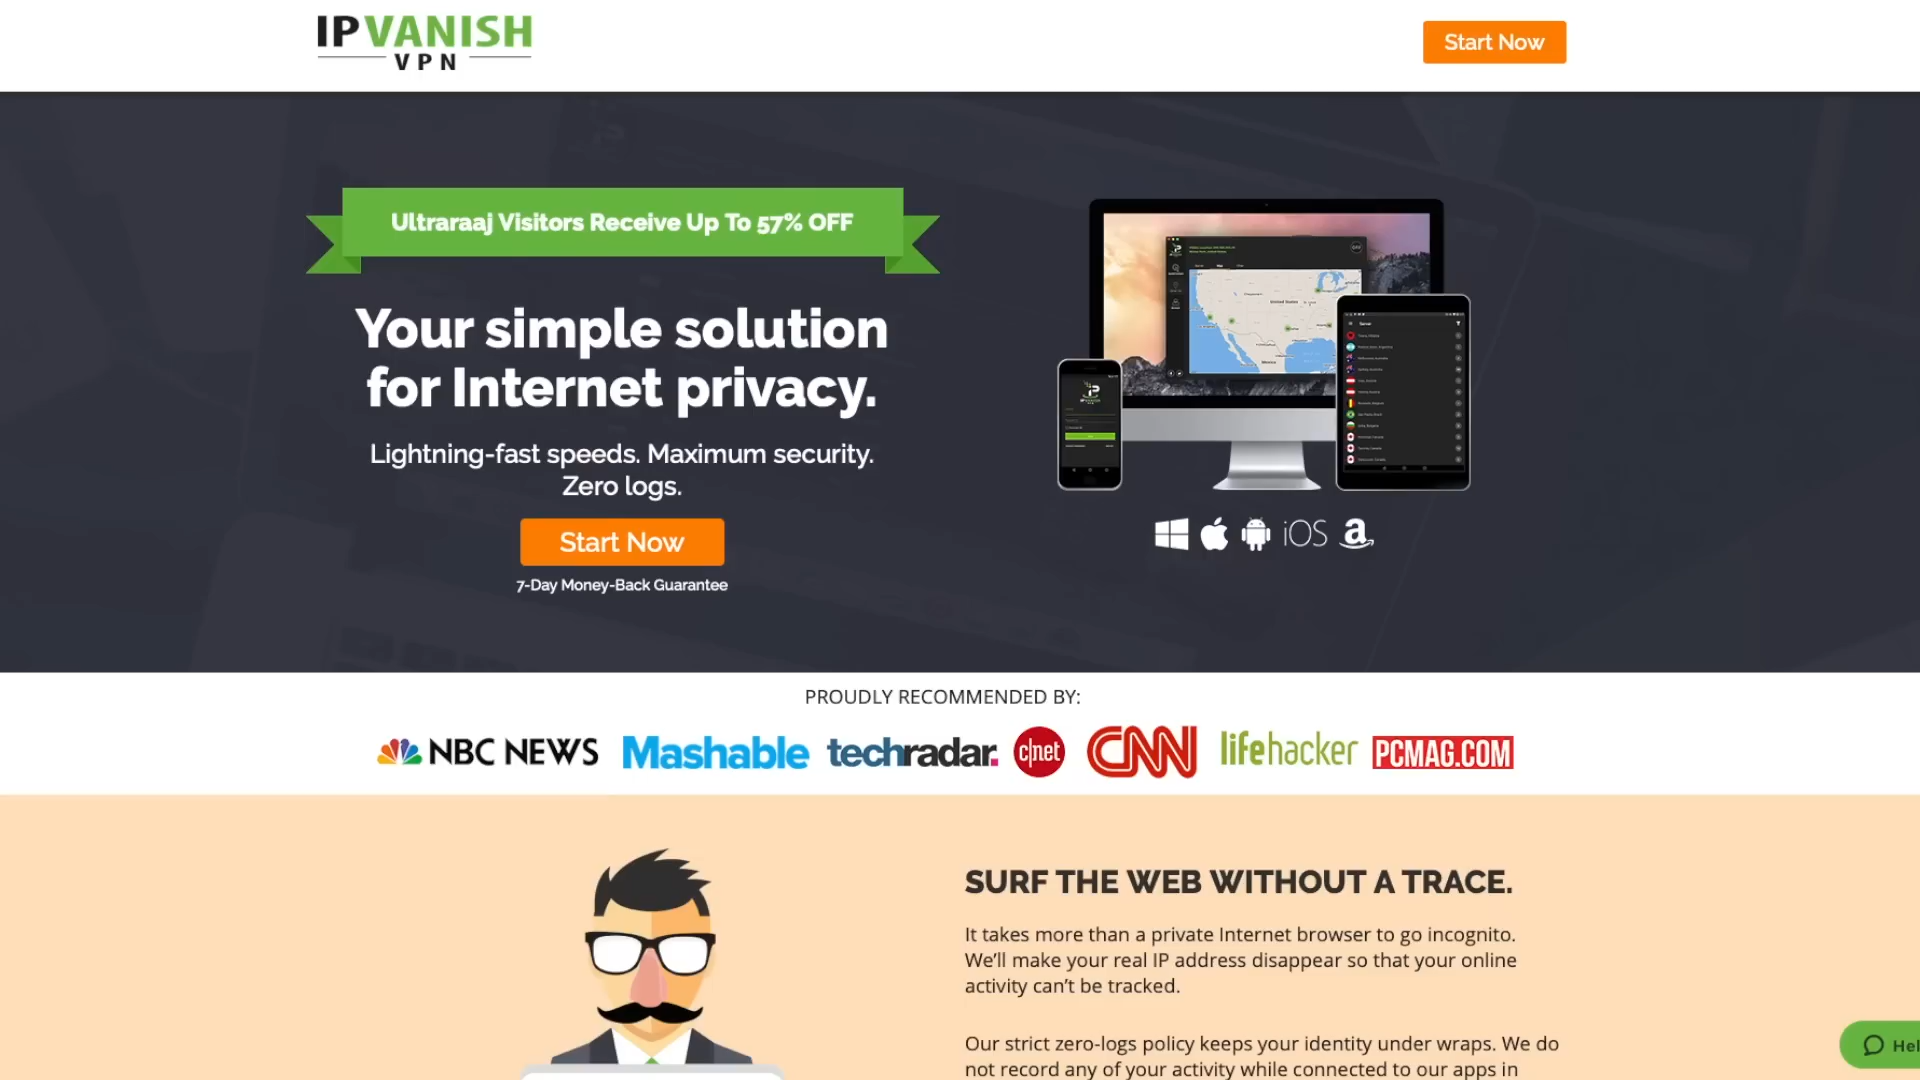 IPVANISH
VPN
Start Now
Ultraraaj Visitors Receive Up To 57% OFF
Your simple solution
for Internet privacy.
Lightning-fast speeds. Maximum security.
Zero logs.
Start Now
7-Day Money-Back Guarantee
iOS
PROUDLY RECOMMENDED BY:
NBC NEWS Mashable techradar. c|net CNN lifehacker PCMAG.COM
SURF THE WEB WITHOUT A TRACE.
It takes more than a private Internet browser to go incognito.
We'll make your real IP address disappear so that your online
activity can't be tracked.
Our strict zero-logs policy keeps your identity under wraps. We do
not record any of your activity while connected to our apps in
Hel